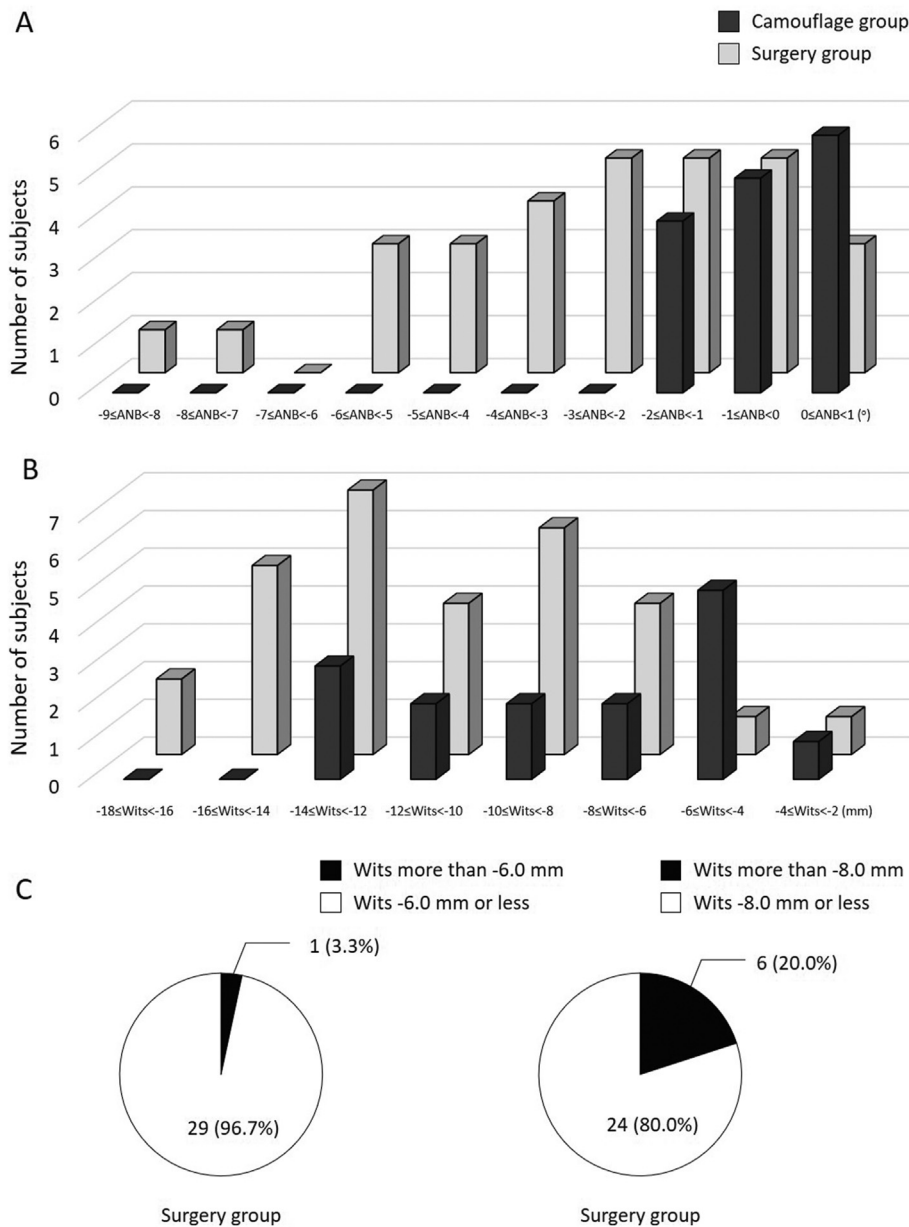 A
Camouflage group
Surgery group
Number of subjects
6
5
4
3
2
1
0
-9≤ANB<-8 -8≤ANB<-7 -7≤ANB<-6 -6≤ANB<-5 -5≤ANB<-4 -4≤ANB<-3 -3≤ANB<-2 -2≤ANB<-1 -1≤ANB<0 0≤ANB<1 (°)
B
Number of subjects
7
6
5
4
3
2
1
0
-18≤Wits<-16 -16≤Wits<-14 -14≤Wits<-12 -12≤Wits<-10 -10≤Wits<-8 -8≤Wits<-6 -6≤Wits<-4 -4≤Wits<-2 (mm)
C
Wits more than -6.0 mm
Wits -6.0 mm or less
1 (3.3%)
29 (96.7%)
Surgery group
Wits more than -8.0 mm
Wits -8.0 mm or less
6 (20.0%)
24 (80.0%)
Surgery group